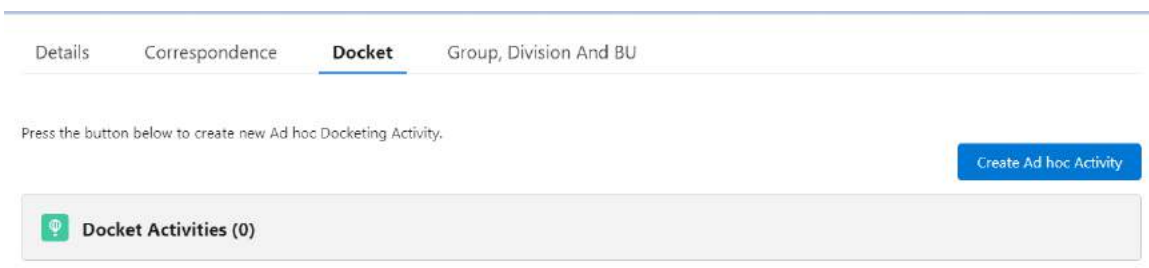 Details Correspondence Docket Group, Division And BU
Press the button below to create new Ad hoc Docketing Activity.
Create Ad hoc Activity
Docket Activities (0)